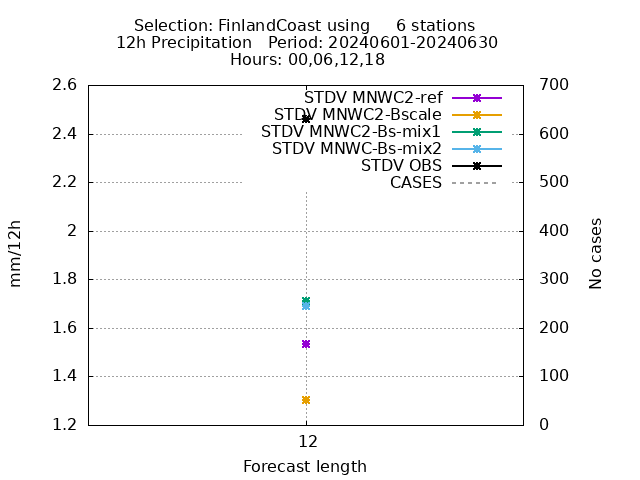 Selection: FinlandCoast using     6 stations
12h Precipitation   Period: 20240601-20240630
Hours: 00,06,12,18
2.6
2.4
2.2
2
1.8
1.6
1.4
1.2
700
600
500
400
300
200
100
0
STDV MNWC2-ref
STDV MNWC2-Bscale
STDV MNWC2-Bs-mix1
STDV MNWC-Bs-mix2
STDV OBS
CASES
mm/12h
No cases
12
Forecast length